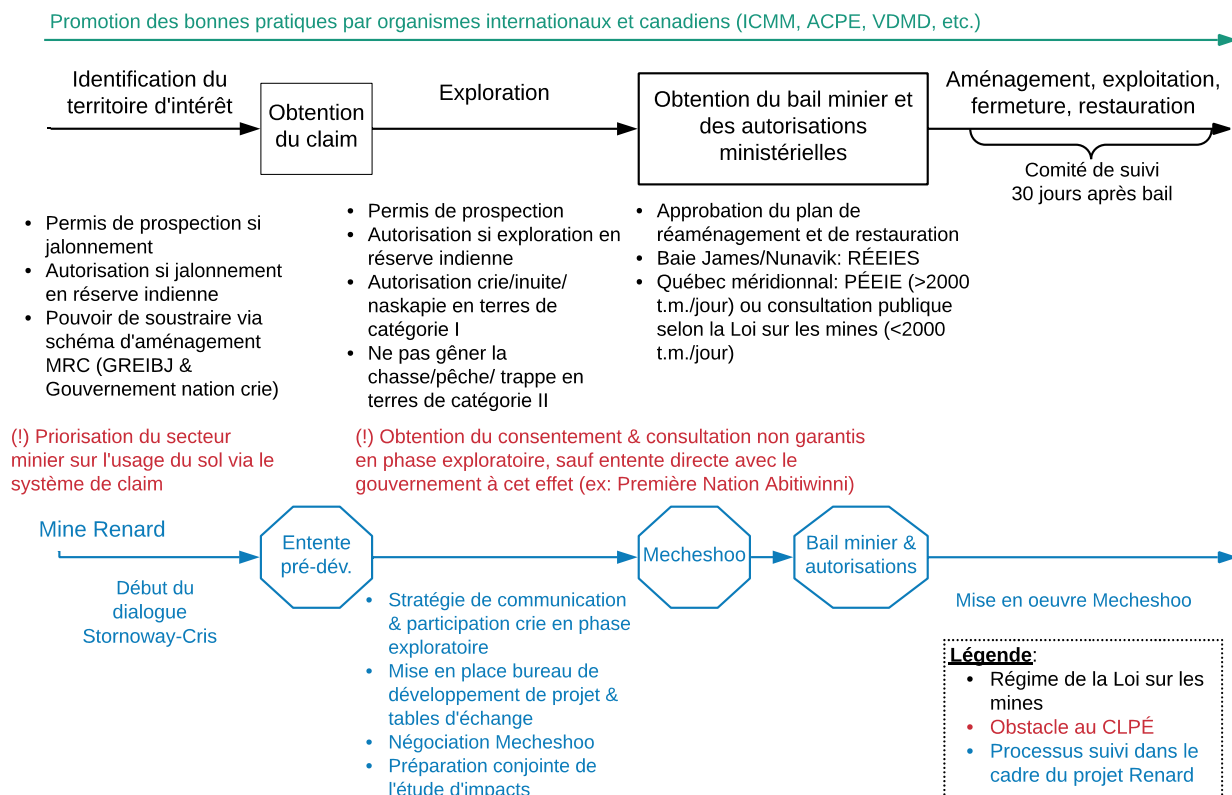 Promotion des bonnes pratiques par organismes internationaux et canadiens (ICMM, ACPE, VDMD, etc.)
Identification du
territoire d'intérêt
Obtention
du claim
Exploration
Obtention du bail minier et
des autorisations
ministérielles
Aménagement, exploitation,
fermeture, restauration
Comité de suivi
30 jours après bail
• Permis de prospection si
jalonnement
• Autorisation si jalonnement
en réserve indienne
• Pouvoir de soustraire via
schéma d'aménagement
MRC (GREIBJ &
Gouvernement nation crie)
• Permis de prospection
• Autorisation si exploration en
réserve indienne
• Autorisation crie/inuite/
naskapie en terres de
catégorie I
• Ne pas gêner la
chasse/pêche/ trappe en
terres de catégorie II
• Approbation du plan de
réaménagement et de restauration
• Baie James/Nunavik: RÉEIES
• Québec méridionnal: PÉEIE (>2000
t.m./jour) ou consultation publique
selon la Loi sur les mines (<2000
t.m./jour)
(!) Priorisation du secteur
minier sur l'usage du sol via le
système de claim
(!) Obtention du consentement & consultation non garantis
en phase exploratoire, sauf entente directe avec le
gouvernement à cet effet (ex: Première Nation Abitiwinni)
Mine Renard
Début du
dialogue
Stornoway-Cris
Entente
pré-dév.
• Stratégie de communication
& participation crie en phase
exploratoire
• Mise en place bureau de
développement de projet &
tables d'échange
• Négociation Mecheshoo
• Préparation conjointe de
l'étude d'impacts
Mecheshoo
Bail minier &
autorisations
Mise en oeuvre Mecheshoo
Légende:
• Régime de la Loi sur les
mines
• Obstacle au CLPÉ
• Processus suivi dans le
cadre du projet Renard